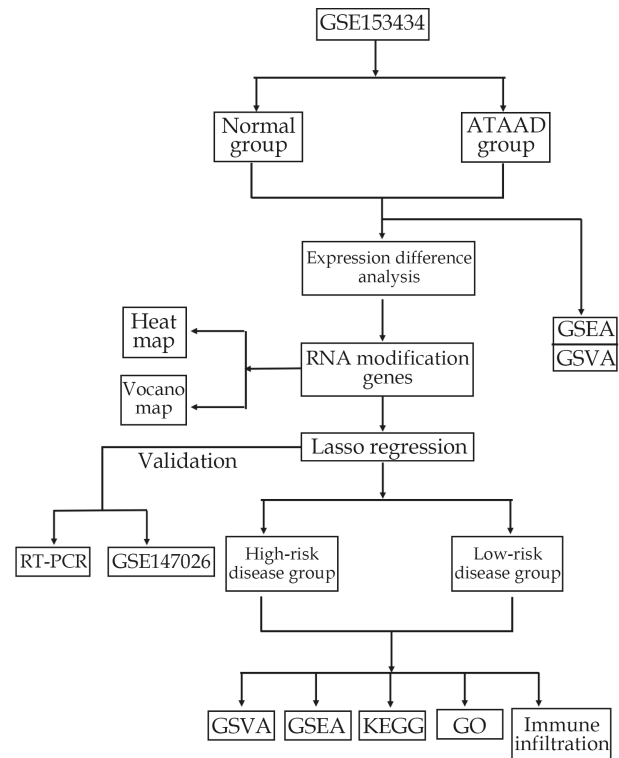 GSE153434
Normal
group
ATAAD
group
Expression difference
analysis
GSEA
GSVA
Heat
map
RNA modification
genes
Vocano
map
Lasso regression
Validation
RT-PCR
GSE147026
High-risk
disease group
Low-risk
disease group
GSVA
GSEA
KEGG
GO
Immune
infiltration